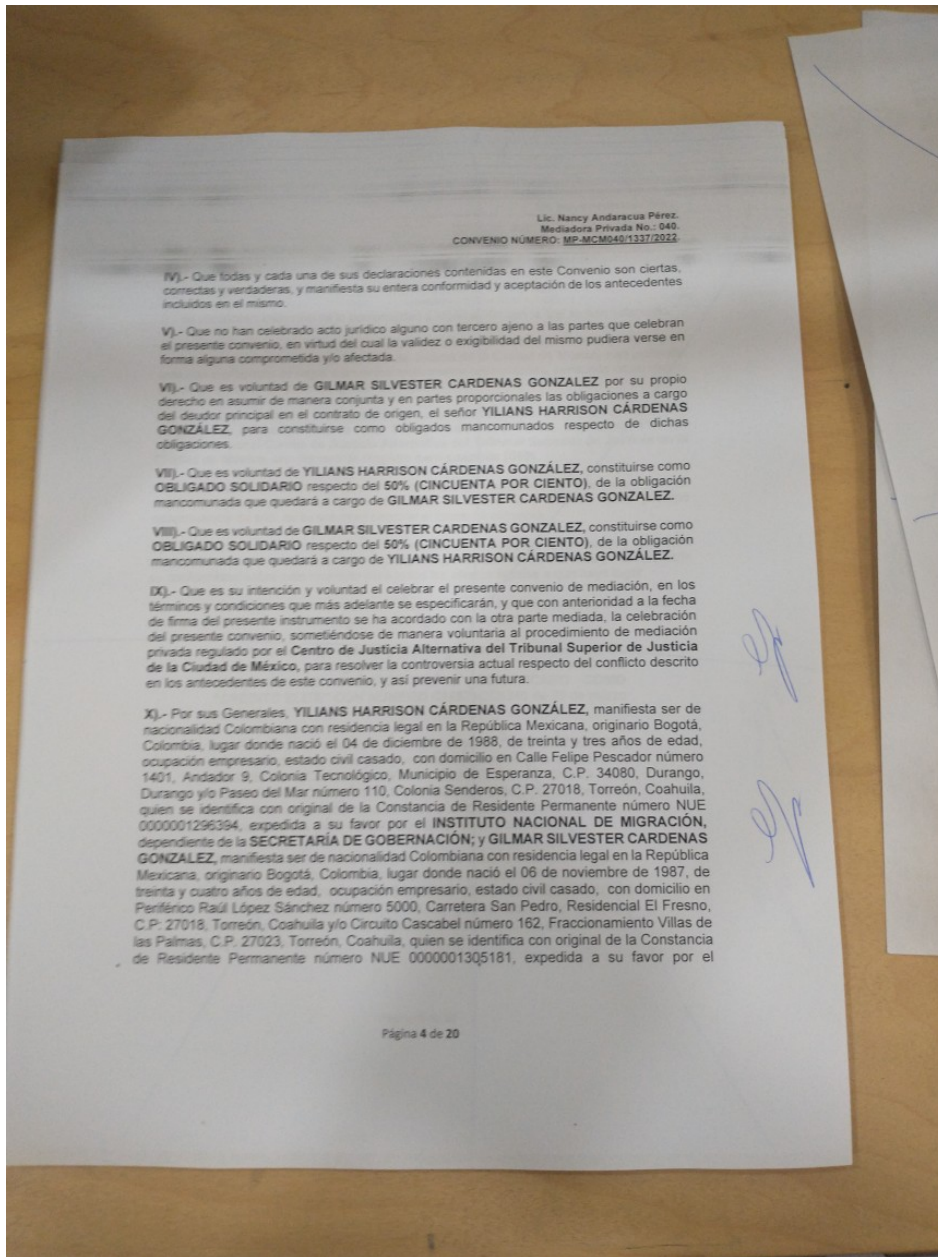 Lic. Nancy Andaracua Pérez.
Mediadora Privada No.: 040.
CONVENIO NÚMERO: MP-MCM040/1337/2022.
IV).- Que todas y cada una de sus declaraciones contenidas en este Convenio son ciertas,
correctas y verdaderas, y manifiesta su entera conformidad y aceptación de los antecedentes
incluidos en el mismo.
V).- Que no han celebrado acto jurídico alguno con tercero ajeno a las partes que celebran
el presente convenio, en virtud del cual la validez o exigibilidad del mismo pudiera verse en
forma alguna comprometida y/o afectada.
VI).- Que es voluntad de GILMAR SILVESTER CARDENAS GONZALEZ por su propio
derecho en asumir de manera conjunta y en partes proporcionales las obligaciones a cargo
del deudor principal en el contrato de origen, el señor YILIANS HARRISON CÁRDENAS
GONZÁLEZ, para constituirse como obligados mancomunados respecto de dichas
obligaciones.
VII).- Que es voluntad de YILIANS HARRISON CÁRDENAS GONZÁLEZ, constituirse como
OBLIGADO SOLIDARIO respecto del 50% (CINCUENTA POR CIENTO), de la obligación
mancomunada que quedará a cargo de GILMAR SILVESTER CARDENAS GONZALEZ.
VIII).- Que es voluntad de GILMAR SILVESTER CARDENAS GONZALEZ, constituirse como
OBLIGADO SOLIDARIO respecto del 50% (CINCUENTA POR CIENTO), de la obligación
mancomunada que quedará a cargo de YILIANS HARRISON CÁRDENAS GONZÁLEZ.
IX).- Que es su intención y voluntad el celebrar el presente convenio de mediación, en los
términos y condiciones que más adelante se especificarán, y que con anterioridad a la fecha
de firma del presente instrumento se ha acordado con la otra parte mediada, la celebración
del presente convenio, sometiéndose de manera voluntaria al procedimiento de mediación
privada regulado por el Centro de Justicia Alternativa del Tribunal Superior de Justicia
de la Ciudad de México, para resolver la controversia actual respecto del conflicto descrito
en los antecedentes de este convenio, y así prevenir una futura.
X).- Por sus Generales, YILIANS HARRISON CÁRDENAS GONZÁLEZ, manifiesta ser de
nacionalidad Colombiana con residencia legal en la República Mexicana, originario Bogotá,
Colombia, lugar donde nació el 04 de diciembre de 1988, de treinta y tres años de edad,
ocupación empresario, estado civil casado, con domicilio en Calle Felipe Pescador número
1401, Andador 9, Colonia Tecnológico, Municipio de Esperanza, C.P. 34080, Durango,
Durango y/o Paseo del Mar número 110, Colonia Senderos, C.P. 27018, Torreón, Coahuila,
quien se identifica con original de la Constancia de Residente Permanente número NUE
0000001296394, expedida a su favor por el INSTITUTO NACIONAL DE MIGRACIÓN,
dependiente de la SECRETARÍA DE GOBERNACIÓN; y GILMAR SILVESTER CARDENAS
GONZALEZ, manifiesta ser de nacionalidad Colombiana con residencia legal en la República
Mexicana, originario Bogotá, Colombia, lugar donde nació el 06 de noviembre de 1987, de
treinta y cuatro años de edad, ocupación empresario, estado civil casado, con domicilio en
Periférico Raúl López Sánchez número 5000, Carretera San Pedro, Residencial El Fresno,
C.P: 27018, Torreón, Coahuila y/o Circuito Cascabel número 162, Fraccionamiento Villas de
las Palmas, C.P. 27023, Torreón, Coahuila, quien se identifica con original de la Constancia
de Residente Permanente número NUE 0000001305181, expedida a su favor por el
Página 4 de 20